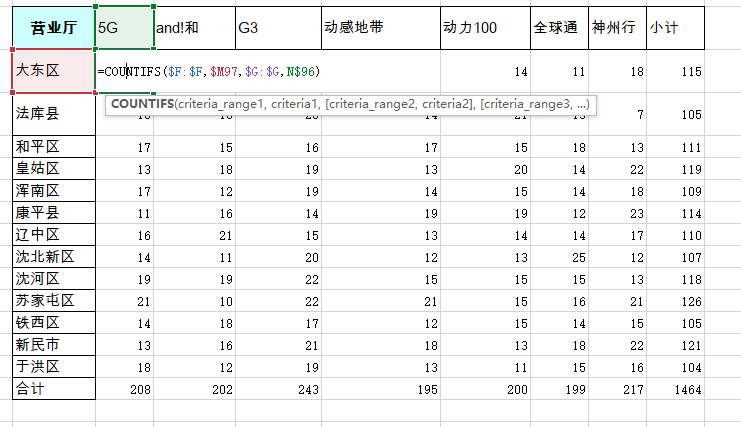 营业厅 5G and!和 G3 动感地带 动力100 全球通 神州行 小计
大东区 =COUNTIFS($F:$F,$M97,$G:$G,N$96) 14 11 18 115
COUNTIFS(criteria_range1, criteria1, [criteria_range2, criteria2], [criteria_range3, ...)
法库县 7 105
和平区 17 15 16 17 15 18 13 111
皇姑区 13 18 19 13 20 14 22 119
浑南区 17 12 19 14 15 14 18 109
康平县 11 16 14 19 19 12 23 114
辽中区 16 21 15 13 14 14 17 110
沈北新区 14 11 20 12 13 25 12 107
沈河区 19 19 22 15 15 15 13 118
苏家屯区 21 10 22 21 15 16 21 126
铁西区 14 18 17 12 15 14 15 105
新民市 13 16 21 18 13 18 22 121
于洪区 18 12 19 13 11 15 16 104
合计 208 202 243 195 200 199 217 1464